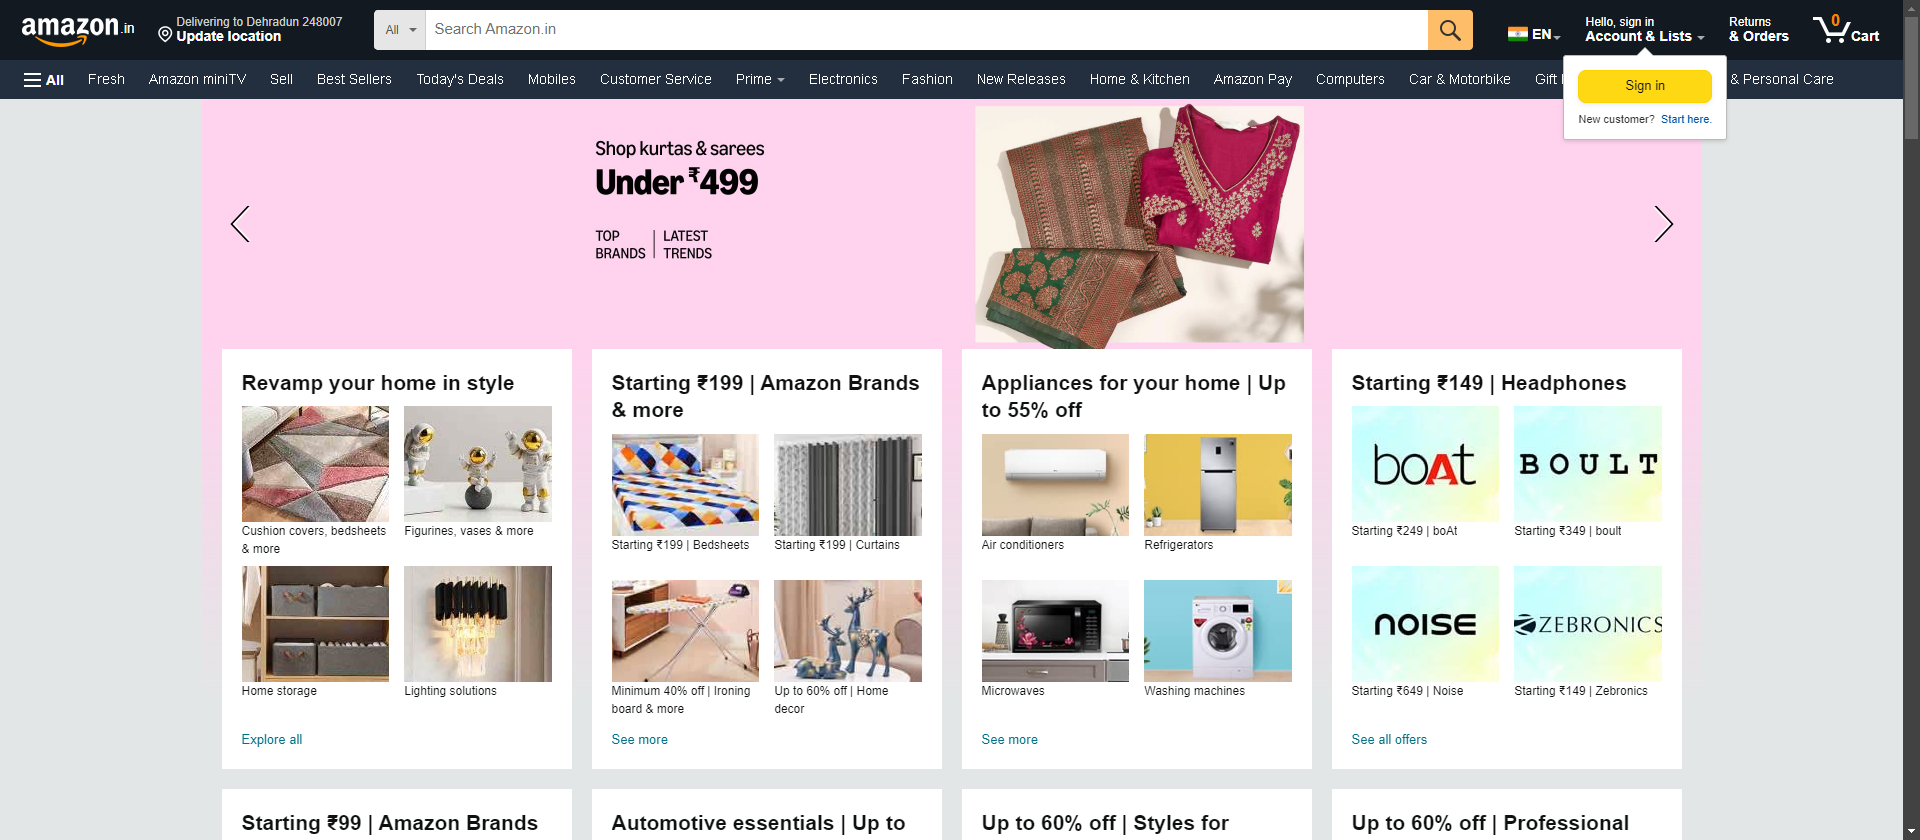 amazon.in
Delivering to Dehradun 248007
Update location
All
Search Amazon.in
EN
Hello, sign in
Account & Lists
Returns
& Orders
0
Cart
All
Fresh
Amazon miniTV
Sell
Best Sellers
Today's Deals
Mobiles
Customer Service
Prime
Electronics
Fashion
New Releases
Home & Kitchen
Amazon Pay
Computers
Car & Motorbike
Gift
& Personal Care
Sign in
New customer? Start here.
Shop kurtas & sarees
Under ₹499
TOP BRANDS
LATEST TRENDS
Revamp your home in style
Cushion covers, bedsheets
& more
Figurines, vases & more
Home storage
Lighting solutions
Explore all
Starting ₹199 | Amazon Brands
& more
Starting ₹199 | Bedsheets
Starting ₹199 | Curtains
Minimum 40% off | Ironing
board & more
Up to 60% off | Home
decor
See more
Appliances for your home | Up
to 55% off
Air conditioners
Refrigerators
Microwaves
Washing machines
See more
Starting ₹149 | Headphones
boAt
BOULT
Starting ₹249 | boAt
Starting ₹349 | boult
NOISE
ZEBRONICS
Starting ₹649 | Noise
Starting ₹149 | Zebronics
See all offers
Starting ₹99 | Amazon Brands
Automotive essentials | Up to
Up to 60% off | Styles for
Up to 60% off | Professional